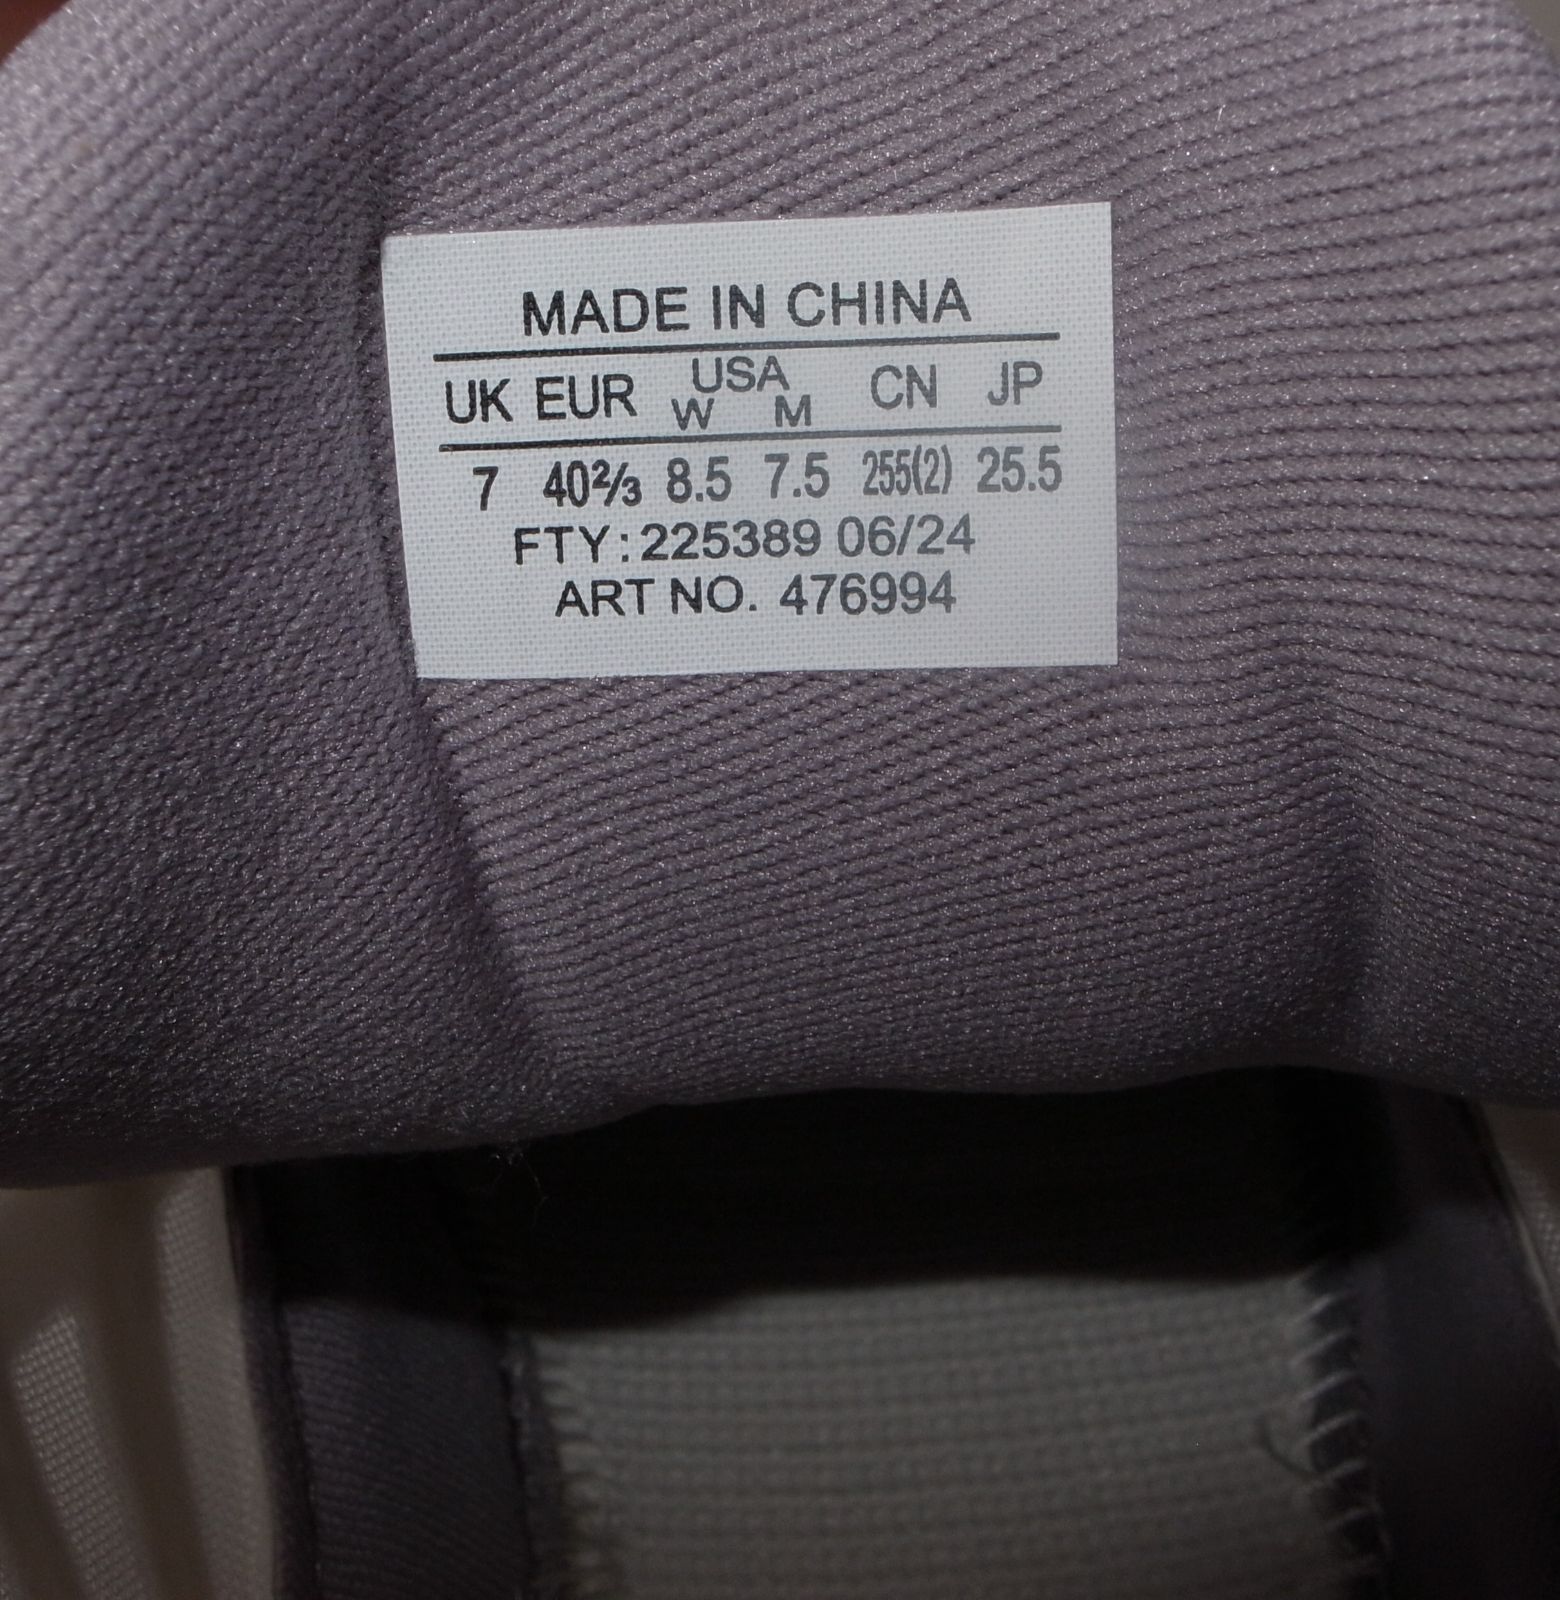 MADE IN CHINA
UK EUR USA CN JP
W M
7 40⅔ 8.5 7.5 255(2) 25.5
FTY: 225389 06/24
ART NO. 476994